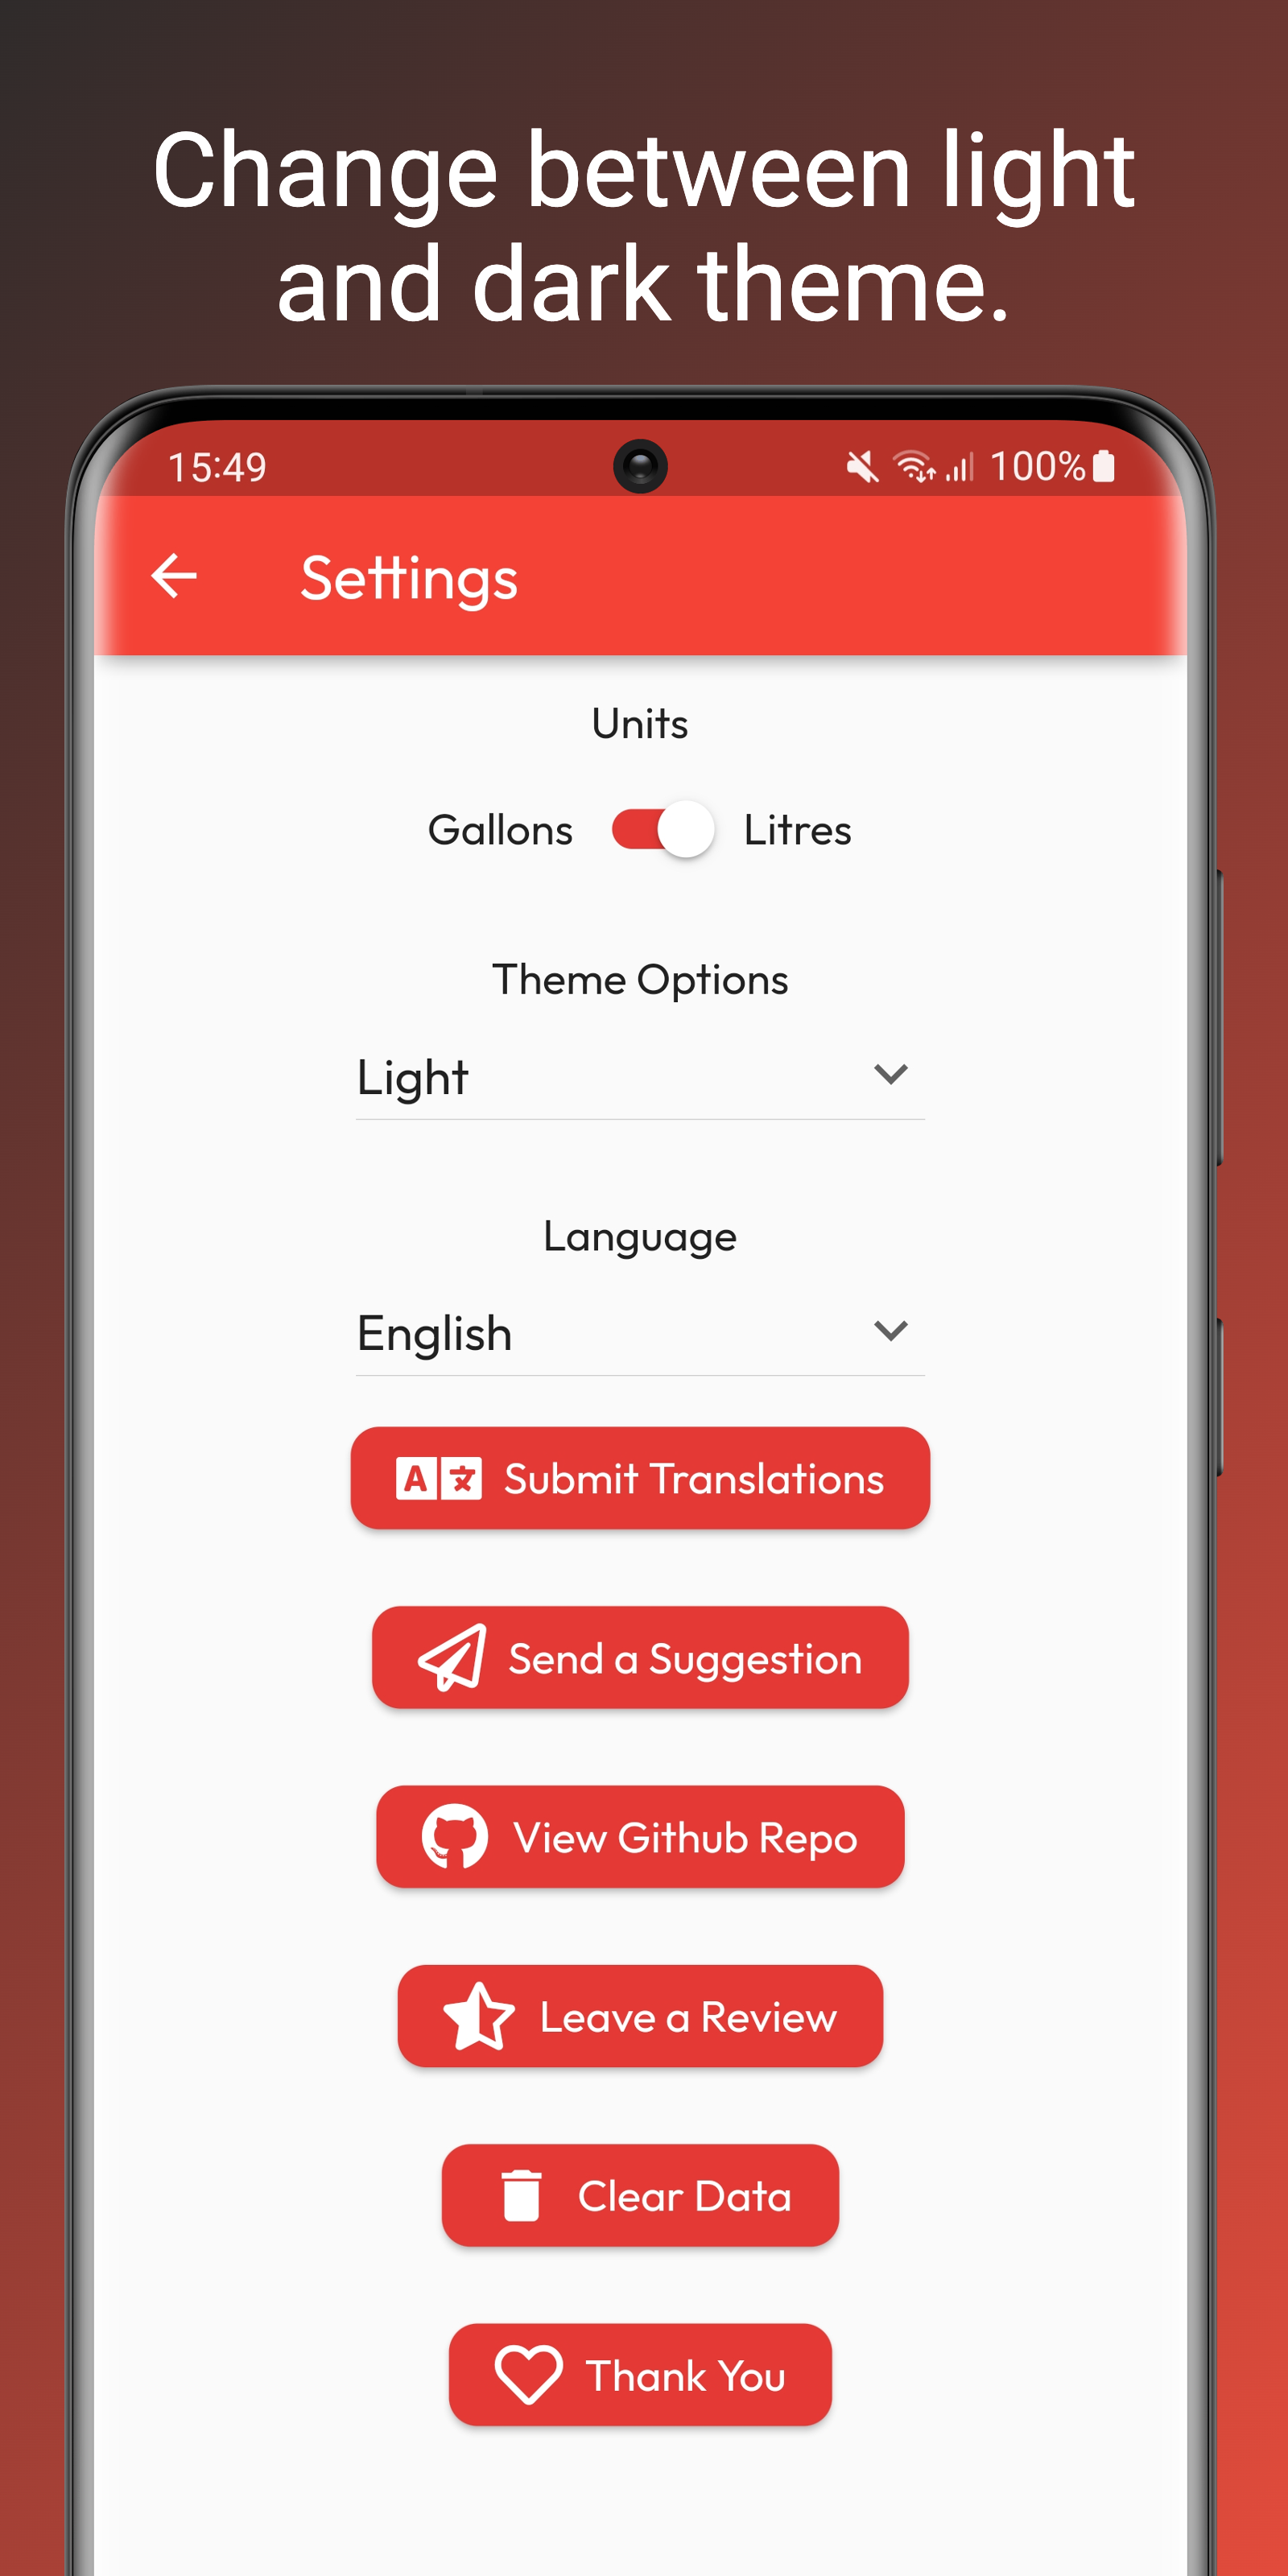 Change between light
and dark theme.
15:49 100%
Settings
Units
Gallons Litres
Theme Options
Light
Language
English
A 文 Submit Translations
Send a Suggestion
View Github Repo
Leave a Review
Clear Data
Thank You